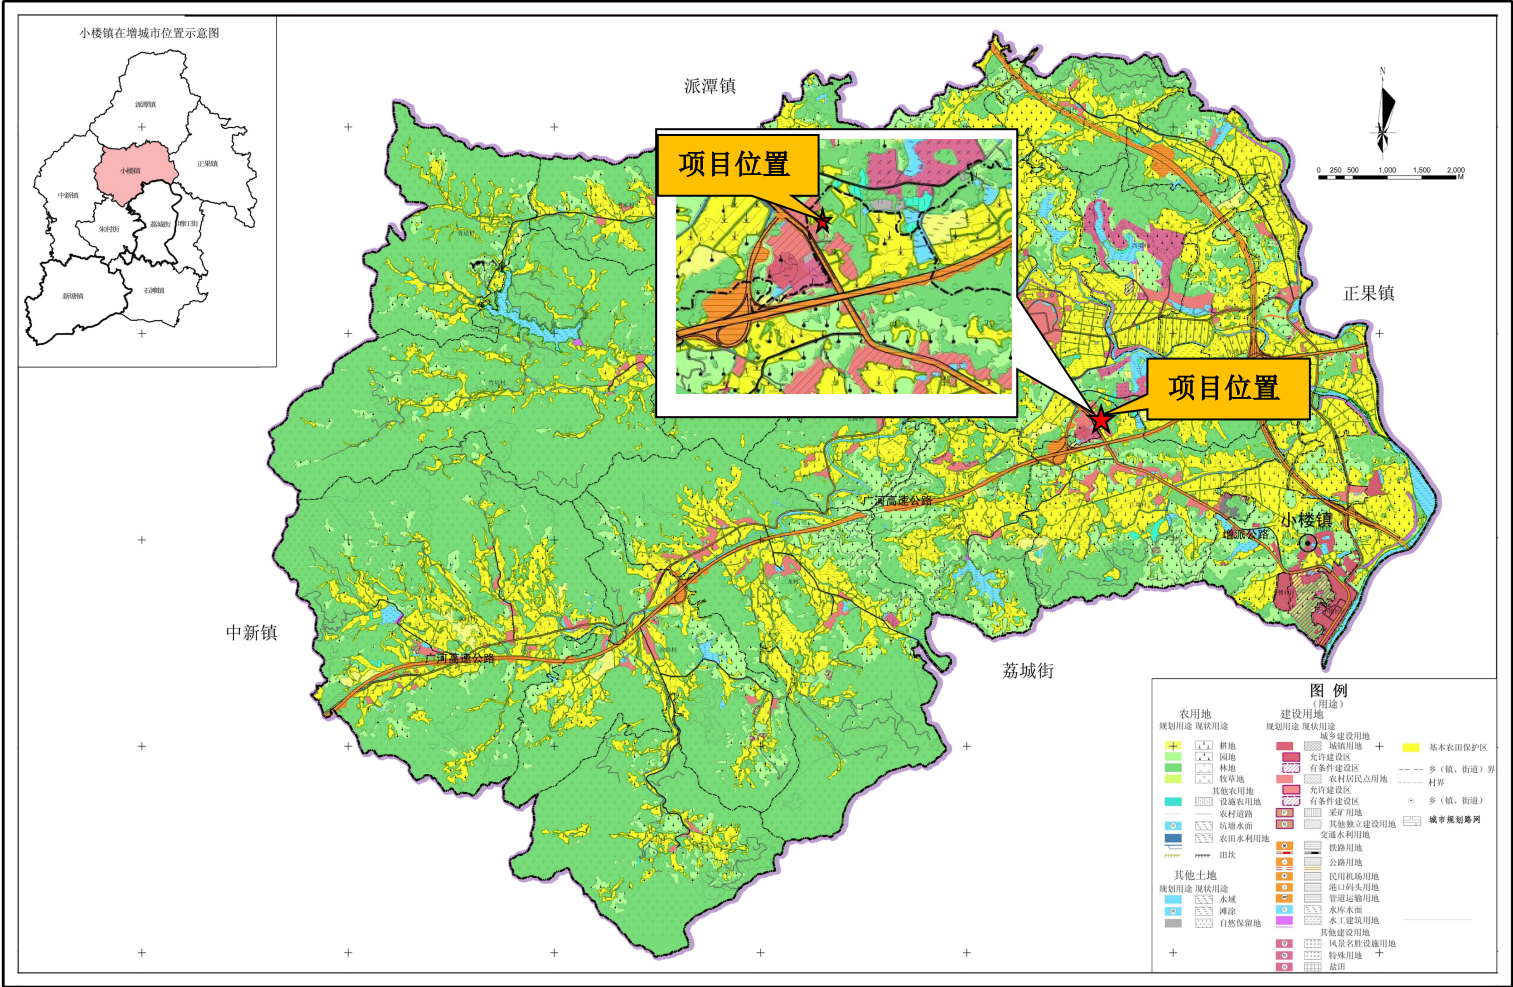 小楼镇在增城市位置示意图
派潭镇
正果镇
小楼镇
中新镇
朱村街
荔城街
增江街
新塘镇
石滩镇
派潭镇
正果镇
中新镇
荔城街
N
0 250 500 1,000 1,500 2,000
M
项目位置
项目位置
广河高速公路
广河高速公路
增派公路
小楼镇
图 例
(用途)
农用地
规划用途 现状用途
耕地
园地
林地
牧草地
其他农用地
设施农用地
农村道路
坑塘水面
农田水利用地
田坎
其他土地
规划用途 现状用途
水域
滩涂
自然保留地
建设用地
规划用途 现状用途
城乡建设用地
城镇用地
允许建设区
有条件建设区
农村居民点用地
允许建设区
有条件建设区
采矿用地
其他独立建设用地
交通水利用地
铁路用地
公路用地
民用机场用地
港口码头用地
管道运输用地
水库水面
水工建筑用地
其他建设用地
风景名胜设施用地
特殊用地
盐田
基本农田保护区
乡（镇、街道）界
村界
乡（镇、街道）
城市规划路网